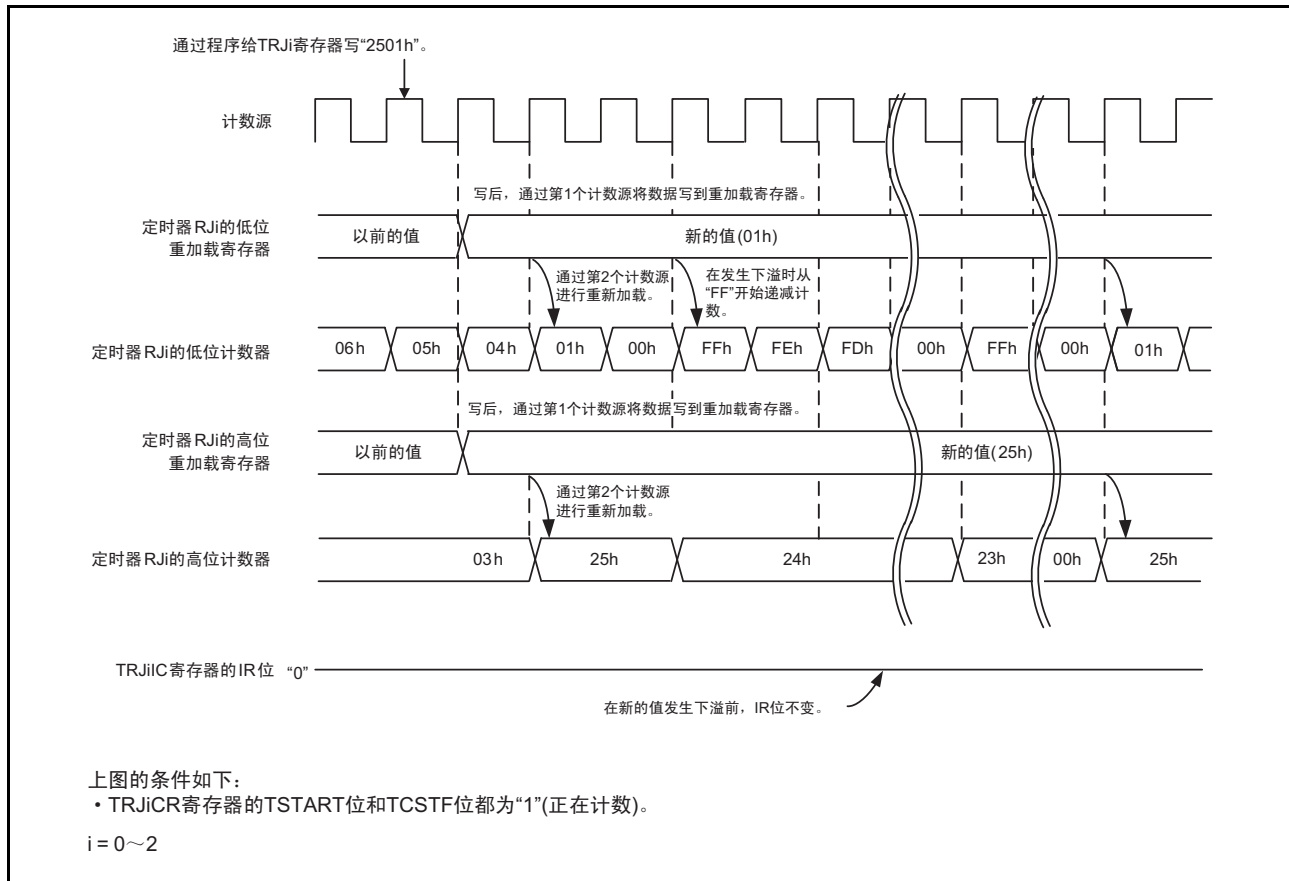 通过程序给TRJi寄存器写“2501h”。
计数源
写后，通过第1个计数源将数据写到重加载寄存器。
定时器RJi的低位
重加载寄存器
以前的值
新的值(01h)
通过第2个计数源
进行重新加载。
在发生下溢时从
“FF”开始递减计
数。
定时器RJi的低位计数器
06h
05h
04h
01h
00h
FFh
FEh
FDh
00h
FFh
00h
01h
写后，通过第1个计数源将数据写到重加载寄存器。
定时器RJi的高位
重加载寄存器
以前的值
新的值(25h)
通过第2个计数源
进行重新加载。
定时器RJi的高位计数器
03h
25h
24h
23h
00h
25h
TRJiIC寄存器的IR位 “0”
在新的值发生下溢前，IR位不变。
上图的条件如下：
・TRJiCR寄存器的TSTART位和TCSTF位都为“1”(正在计数)。
i = 0～2